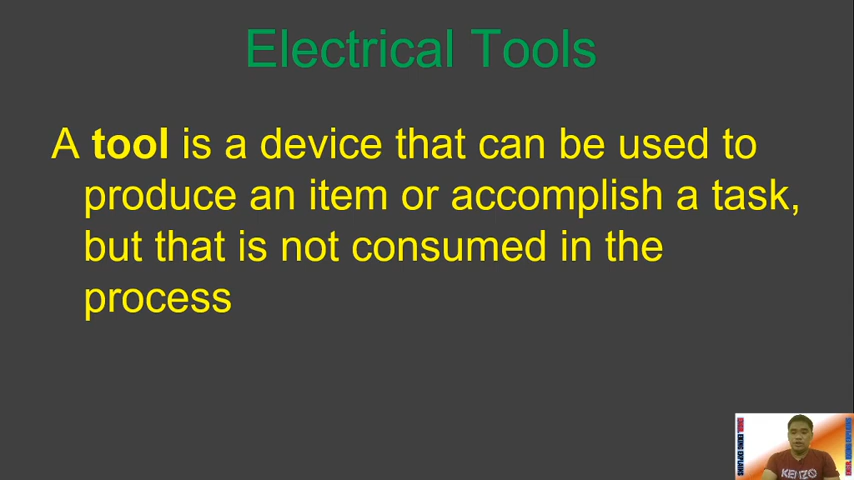 Electrical Tools
A tool is a device that can be used to
produce an item or accomplish a task,
but that is not consumed in the
process
KENZO